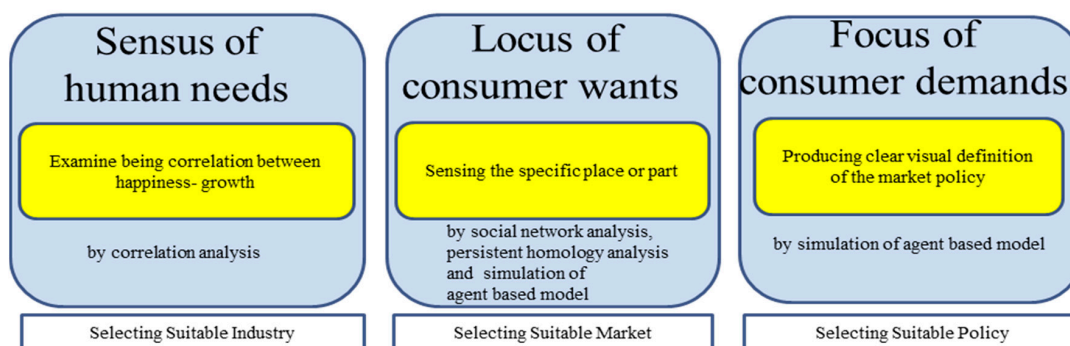 Sensus of
human needs
Examine being correlation between
happiness- growth
by correlation analysis
Selecting Suitable Industry
Locus of
consumer wants
Sensing the specific place or part
by social network analysis,
persistent homology analysis
and simulation of
agent based model
Selecting Suitable Market
Focus of
consumer demands
Producing clear visual definition
of the market policy
by simulation of agent based model
Selecting Suitable Policy